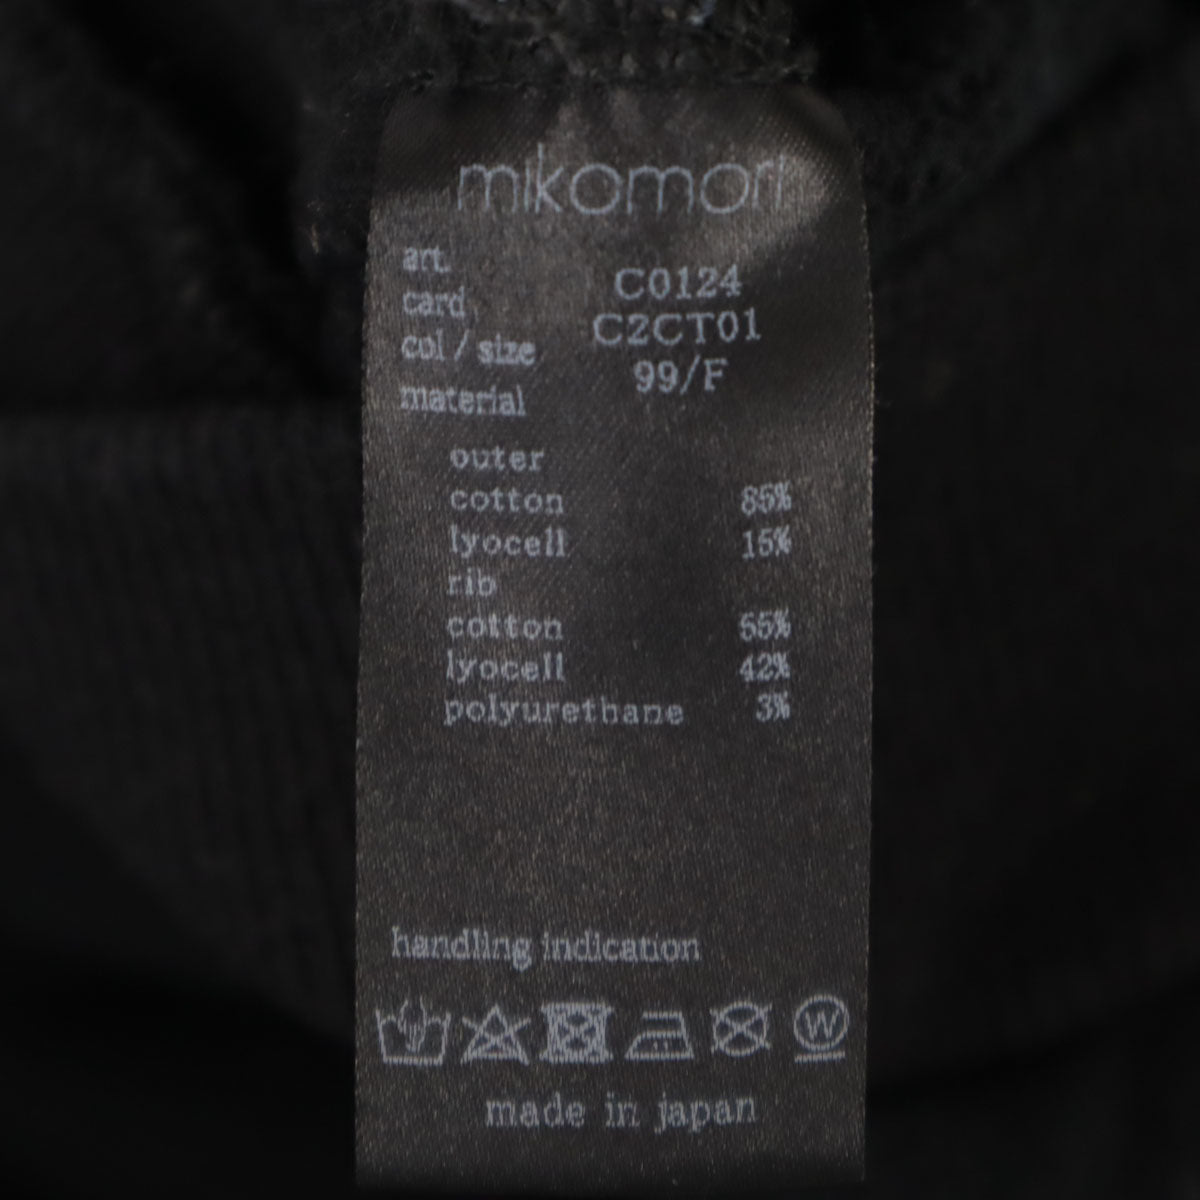 mikomori
art. C0124
card C2CT01
col / size 99/F
material
outer
cotton 85%
lyocell 15%
rib
cotton 55%
lyocell 42%
polyurethane 3%
handling indication
W
made in japan